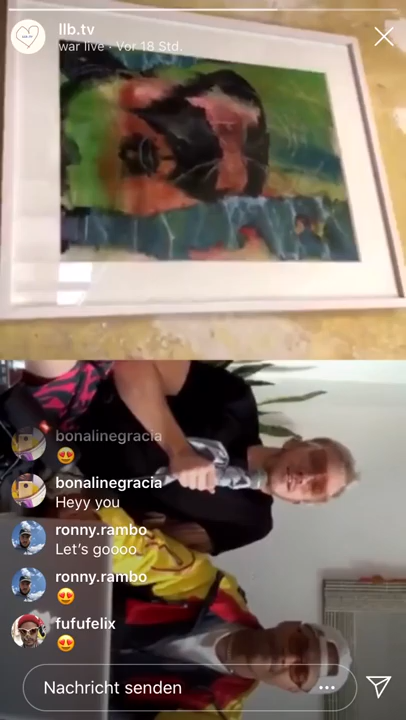 llb.tv
war live · Vor 18 Std.
bonalinegracia
😍
bonalinegracia
Heyy you
ronny.rambo
Let's goooo
ronny.rambo
😍
fufufelix
😍
Nachricht senden